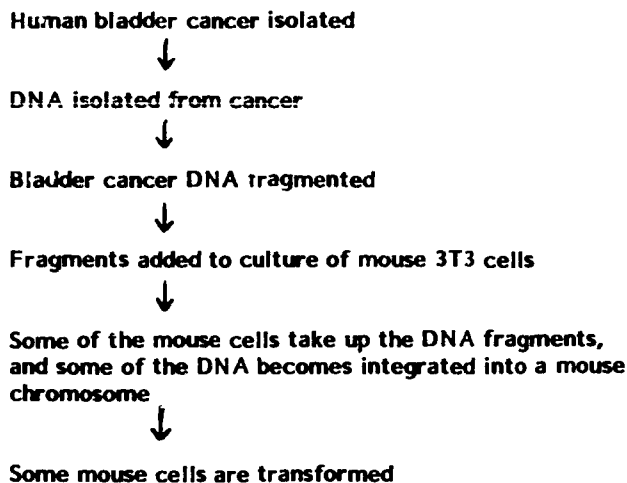 Human bladder cancer isolated
DNA isolated from cancer
Bladder cancer DNA fragmented
Fragments added to culture of mouse 3T3 cells
Some of the mouse cells take up the DNA fragments,
and some of the DNA becomes integrated into a mouse
chromosome
Some mouse cells are transformed